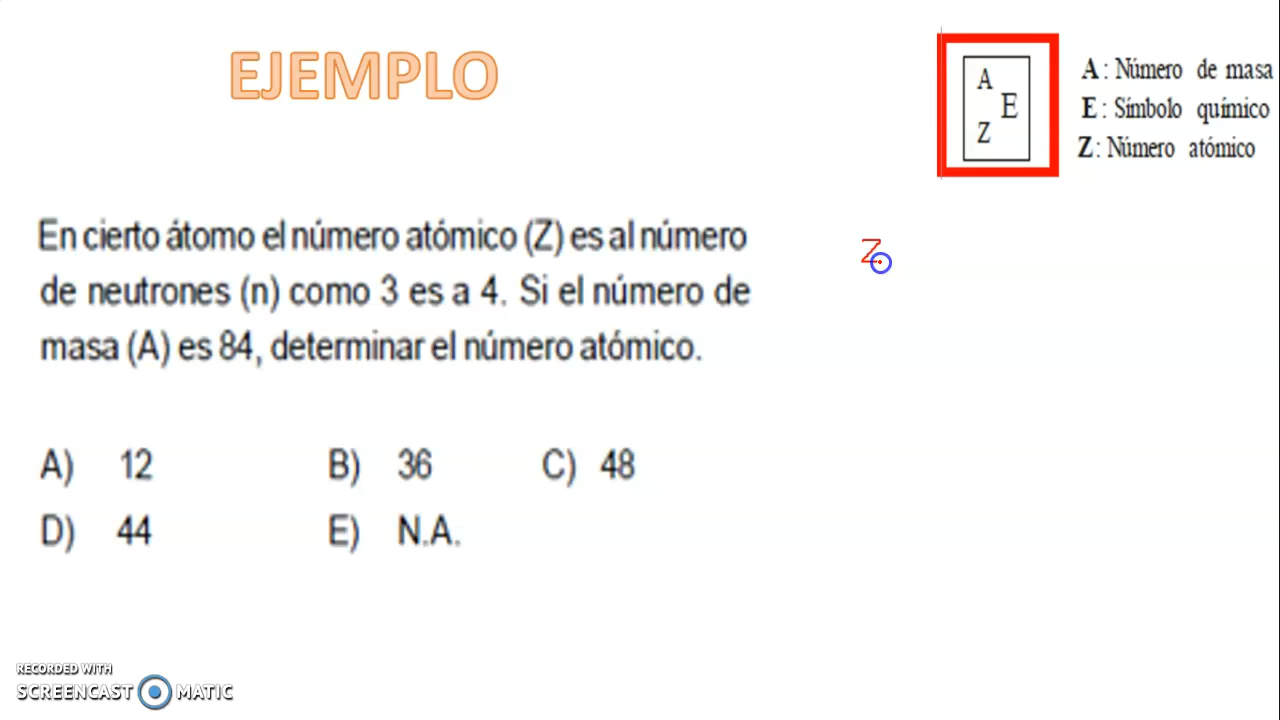 EJEMPLO
A
E
Z
A : Número de masa
E : Símbolo químico
Z : Número atómico
En cierto átomo el número atómico (Z) es al número
de neutrones (n) como 3 es a 4. Si el número de
masa (A) es 84, determinar el número atómico.
Z
A) 12 B) 36 C) 48
D) 44 E) N.A.
RECORDED WITH
SCREENCAST MATIC